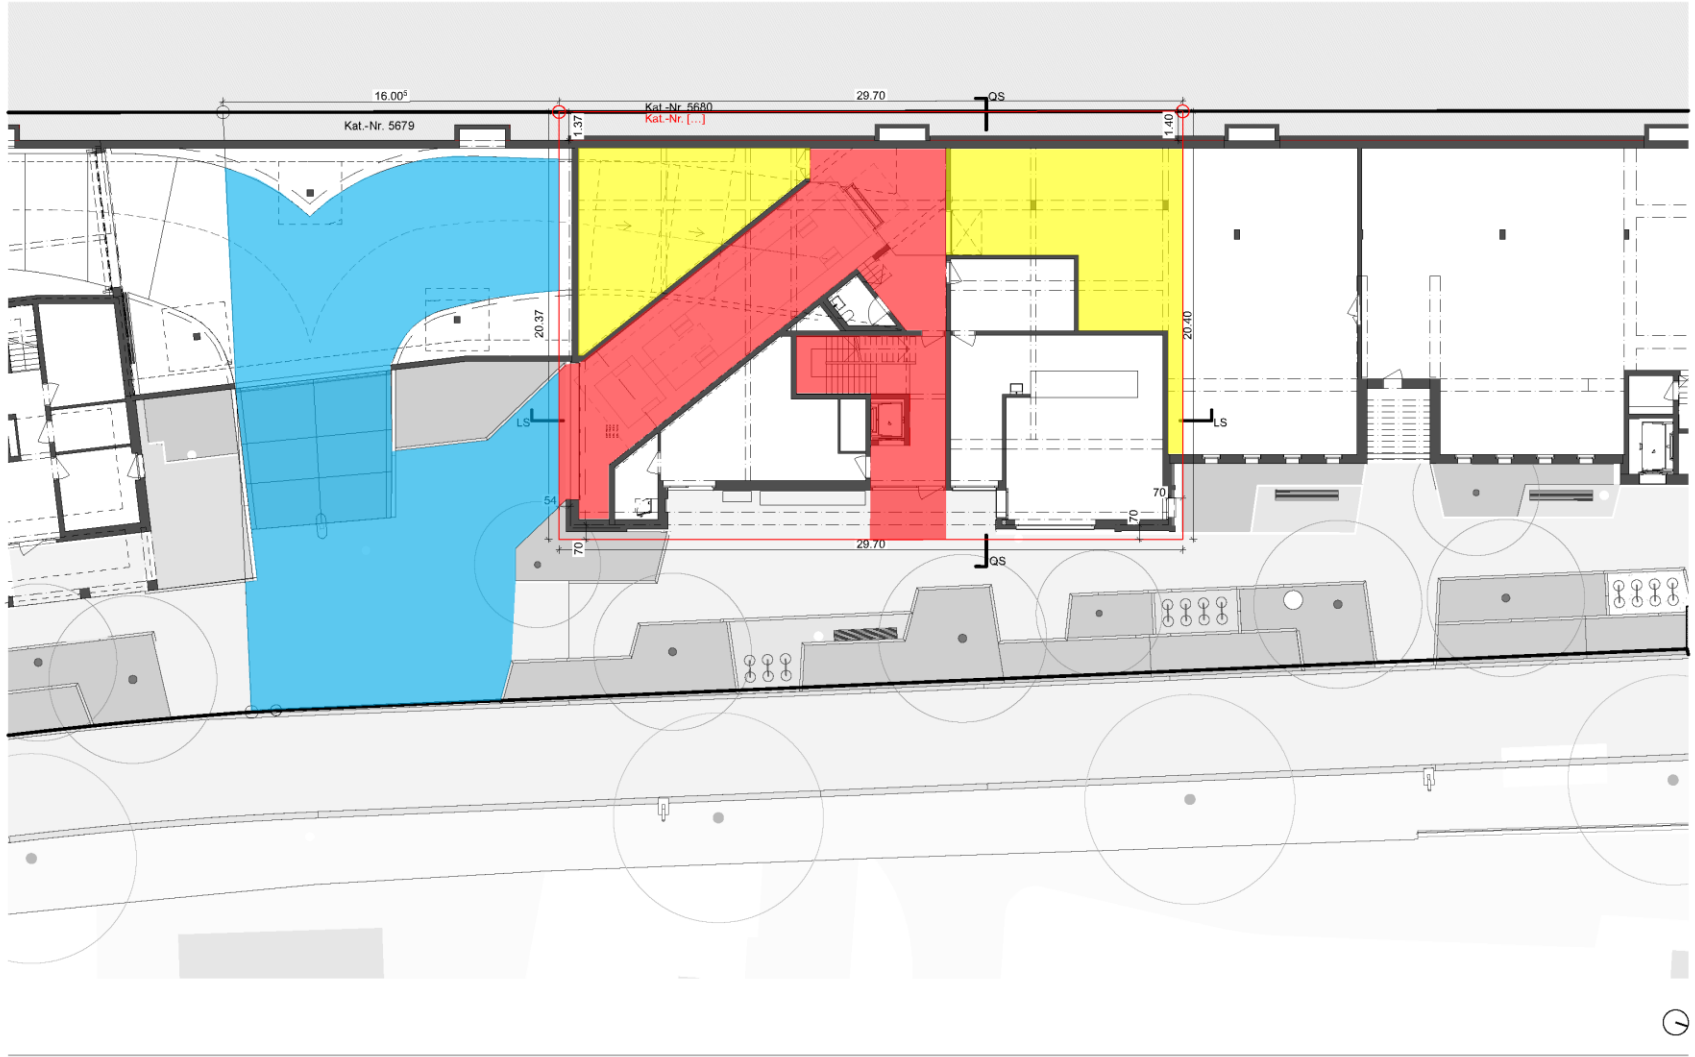 16.00⁵
29.70
QS
Kat.-Nr. 5680
Kat.-Nr. [...]
Kat.-Nr. 5679
1.37
1.40
20.37
20.40
LS
LS
54
70
70
70
29.70
QS